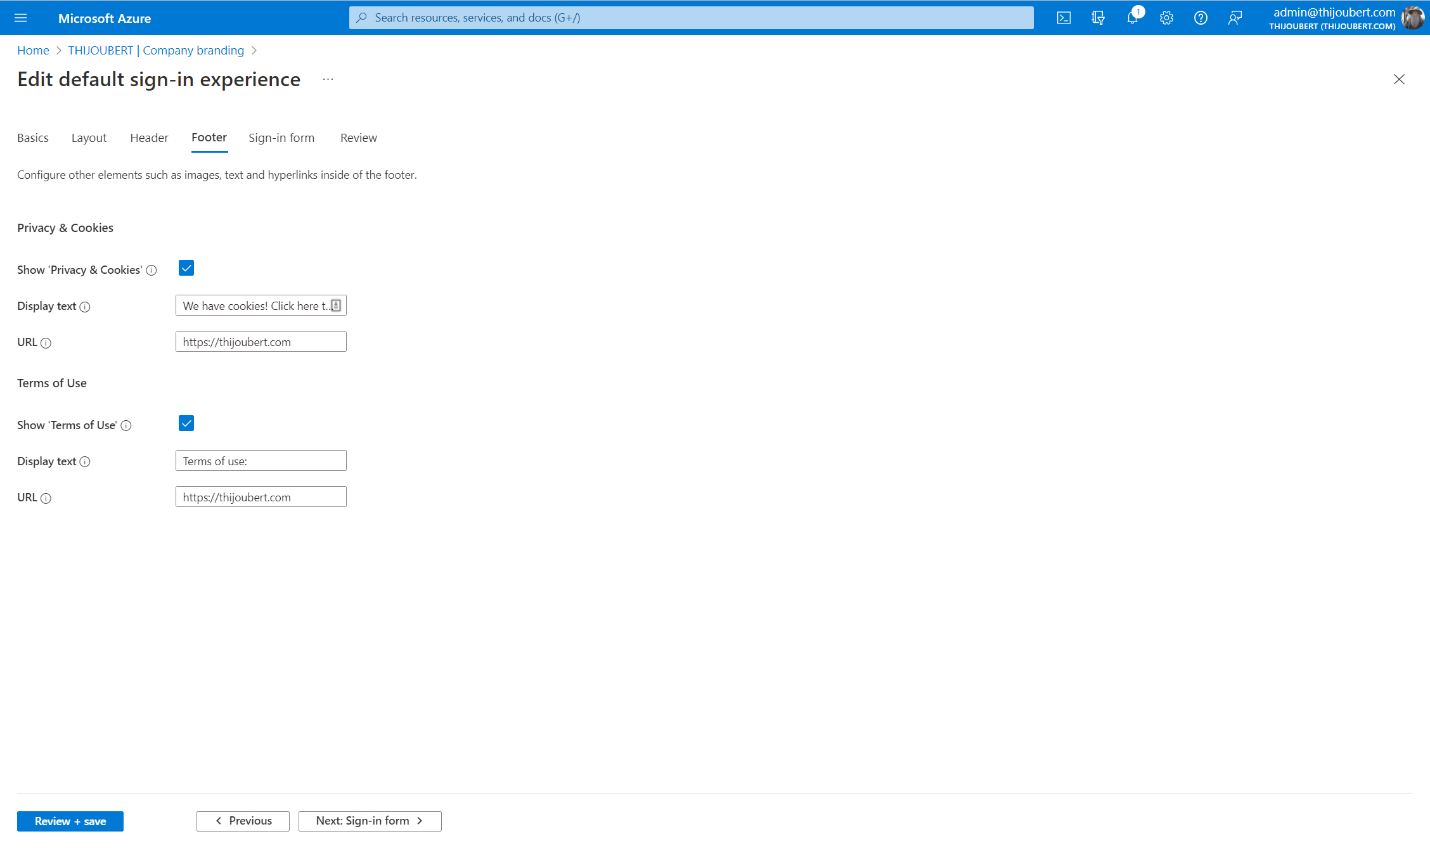 Microsoft Azure
Search resources, services, and docs (G+/)
1
admin@thijoubert.com
THIJOUBERT (THIJOUBERT.COM)
Home > THIJOUBERT | Company branding >
Edit default sign-in experience ...
Basics Layout Header Footer Sign-in form Review
Configure other elements such as images, text and hyperlinks inside of the footer.
Privacy & Cookies
Show 'Privacy & Cookies'
Display text We have cookies! Click here t...
URL https://thijoubert.com
Terms of Use
Show 'Terms of Use'
Display text Terms of use:
URL https://thijoubert.com
Review + save < Previous Next: Sign-in form >